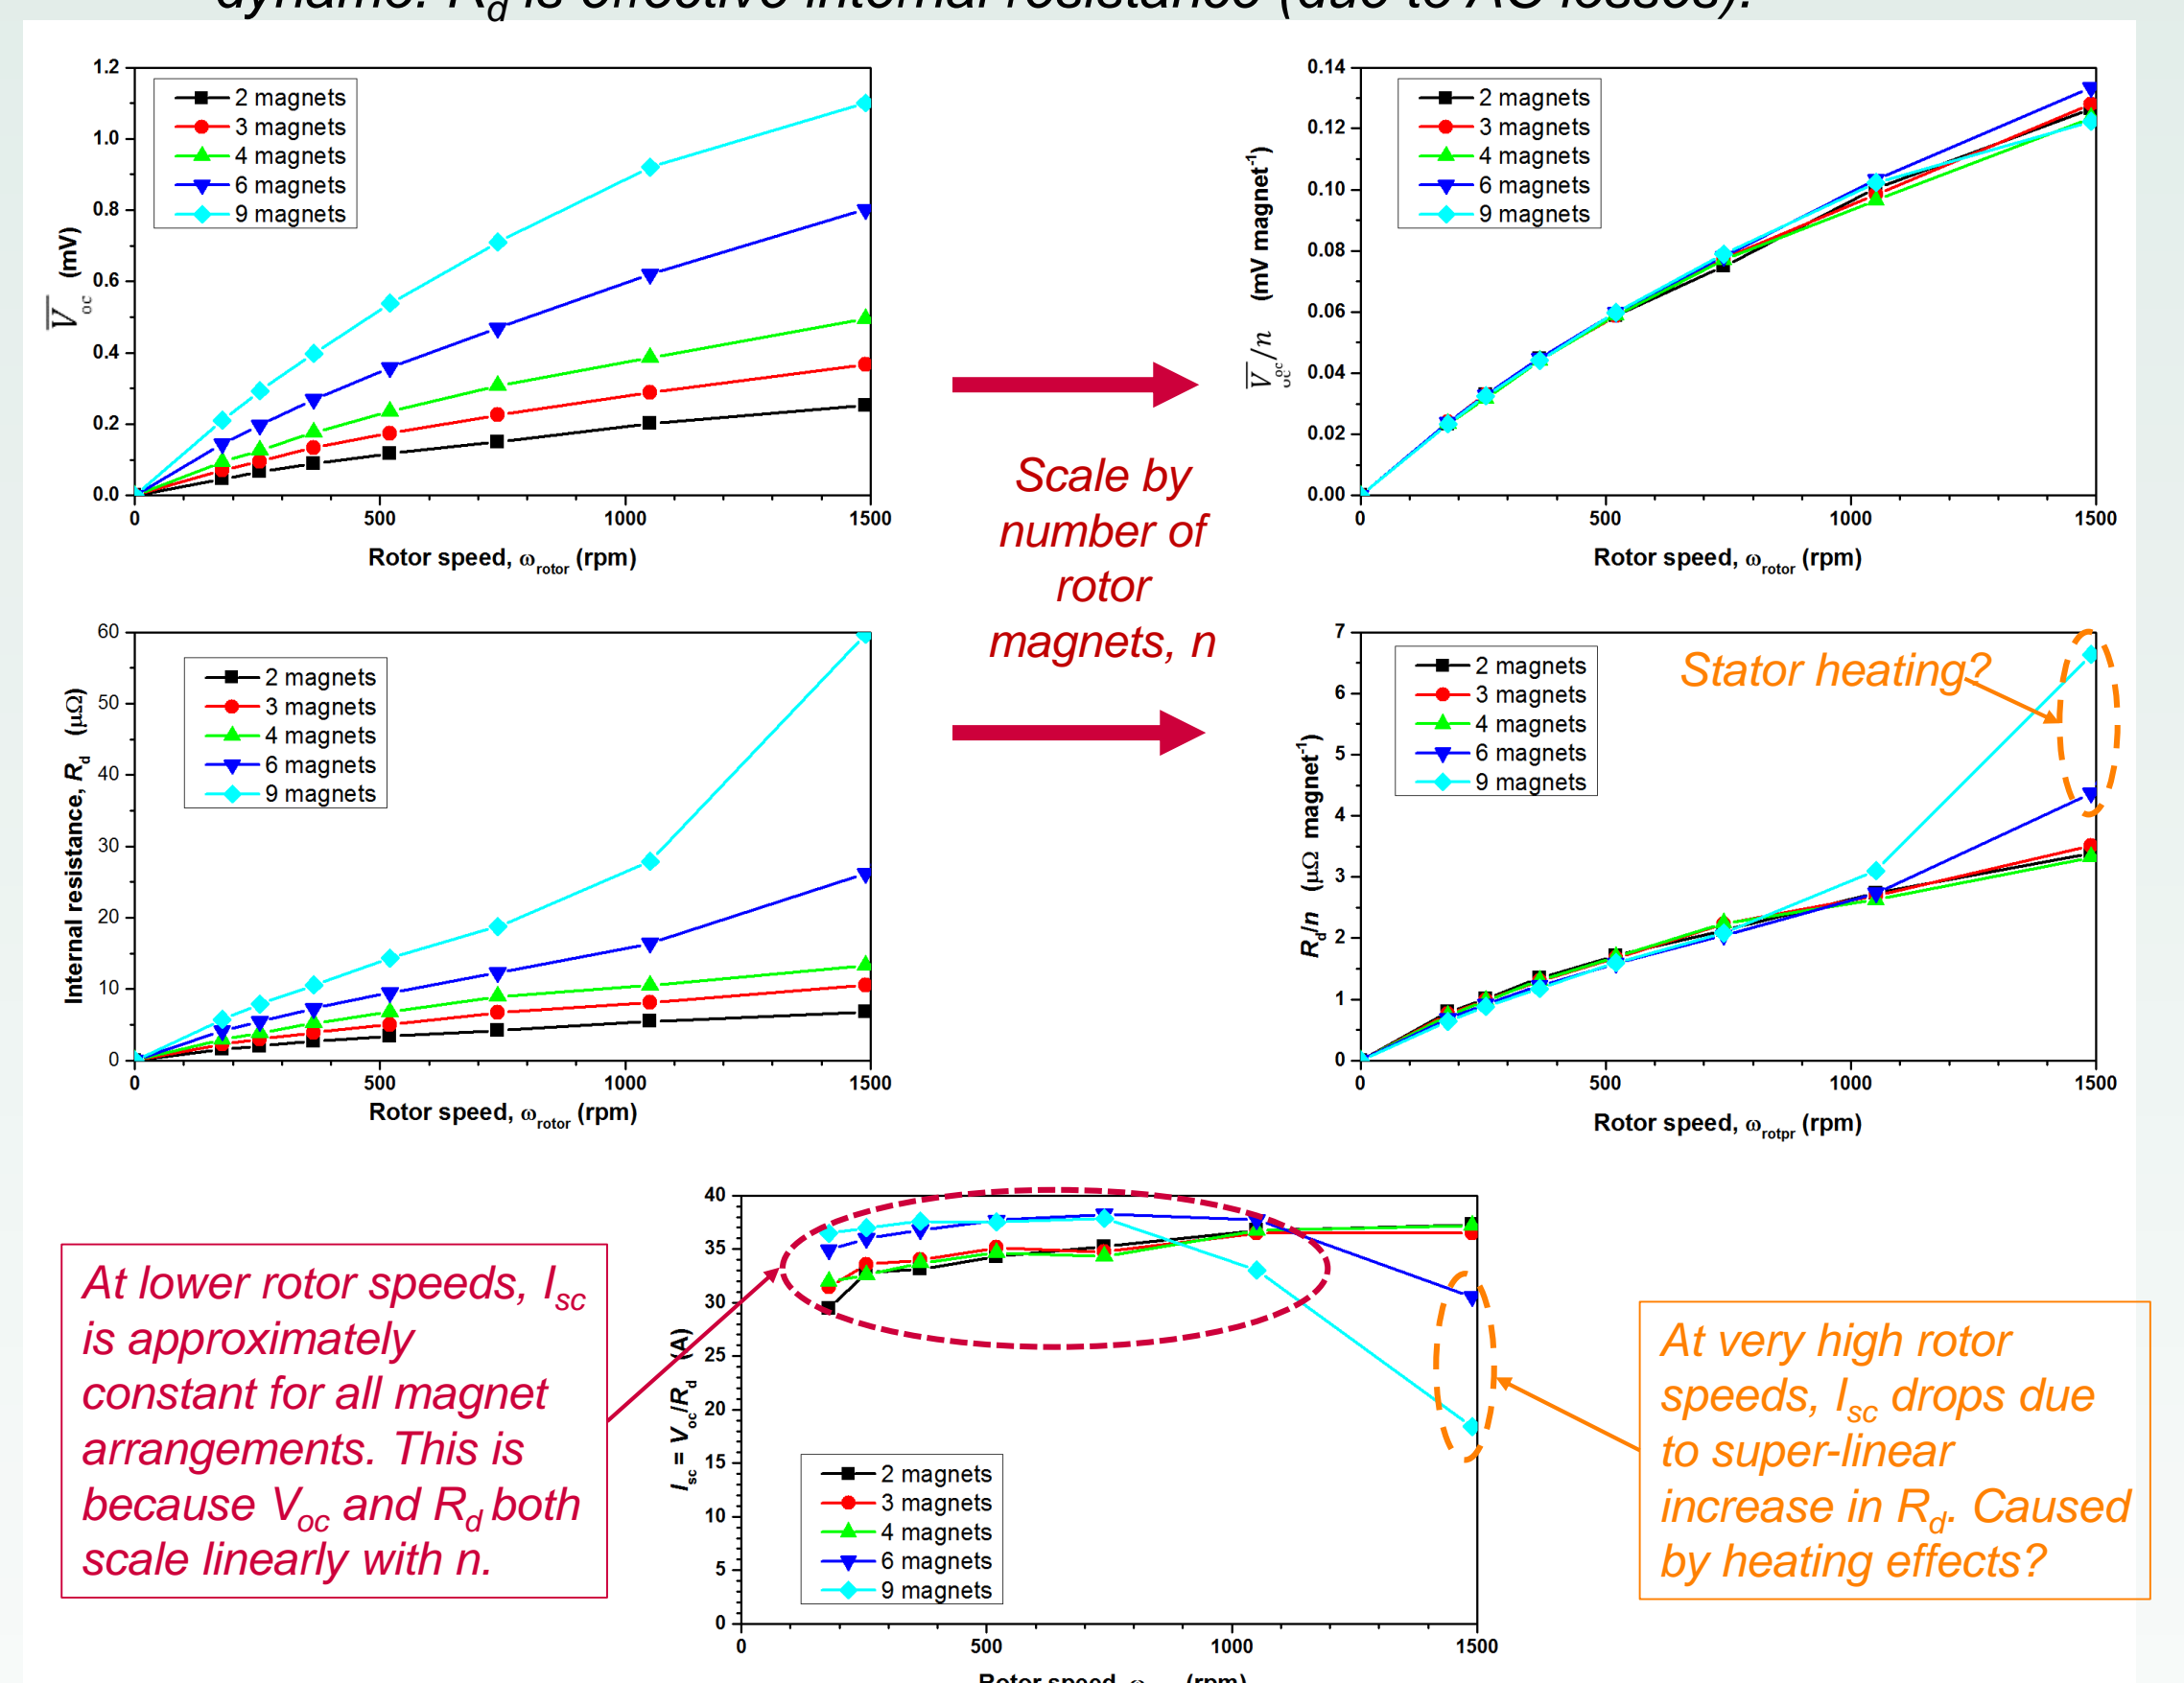 dynamo. Rd is effective internal resistance (due to AC losses).
1.2
1.0
0.8
0.6
0.4
0.2
0.0
V̅oc (mV)
2 magnets
3 magnets
4 magnets
6 magnets
9 magnets
0 500 1000 1500
Rotor speed, ωrotor (rpm)
0.14
0.12
0.10
0.08
0.06
0.04
0.02
0.00
V̅oc/n (mV magnet-1)
oc
2 magnets
3 magnets
4 magnets
6 magnets
9 magnets
0 500 1000 1500
Rotor speed, ωrotor (rpm)
Scale by
number of
rotor
magnets, n
60
50
40
30
20
10
0
Internal resistance, Rd (μΩ)
2 magnets
3 magnets
4 magnets
6 magnets
9 magnets
0 500 1000 1500
Rotor speed, ωrotor (rpm)
7
6
5
4
3
2
1
0
Rd/n (μΩ magnet-1)
2 magnets
3 magnets
4 magnets
6 magnets
9 magnets
Stator heating?
0 500 1000 1500
Rotor speed, ωrotpr (rpm)
At lower rotor speeds, Isc
is approximately
constant for all magnet
arrangements. This is
because Voc and Rd both
scale linearly with n.
40
35
30
25
20
15
10
5
0
Isc = Voc/Rd (A)
2 magnets
3 magnets
4 magnets
6 magnets
9 magnets
0 500 1000 1500
Rotor speed, ω (rpm)
At very high rotor
speeds, Isc drops due
to super-linear
increase in Rd. Caused
by heating effects?